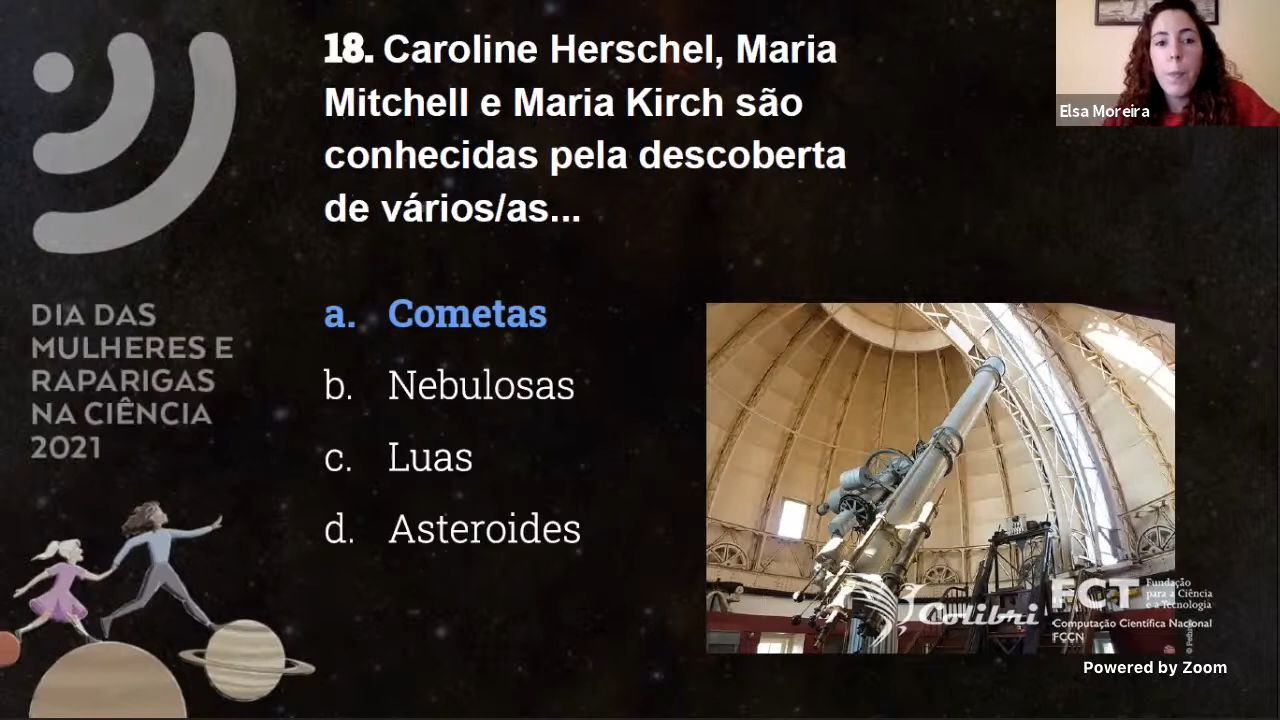 18. Caroline Herschel, Maria
Mitchell e Maria Kirch são
conhecidas pela descoberta
de vários/as...
a. Cometas
b. Nebulosas
c. Luas
d. Asteroides
DIA DAS
MULHERES E
RAPARIGAS
NA CIÊNCIA
2021
Elsa Moreira
Colibri
FCT Fundação
para a Ciência
e a Tecnologia
Computação Científica Nacional
FCCN
Powered by Zoom